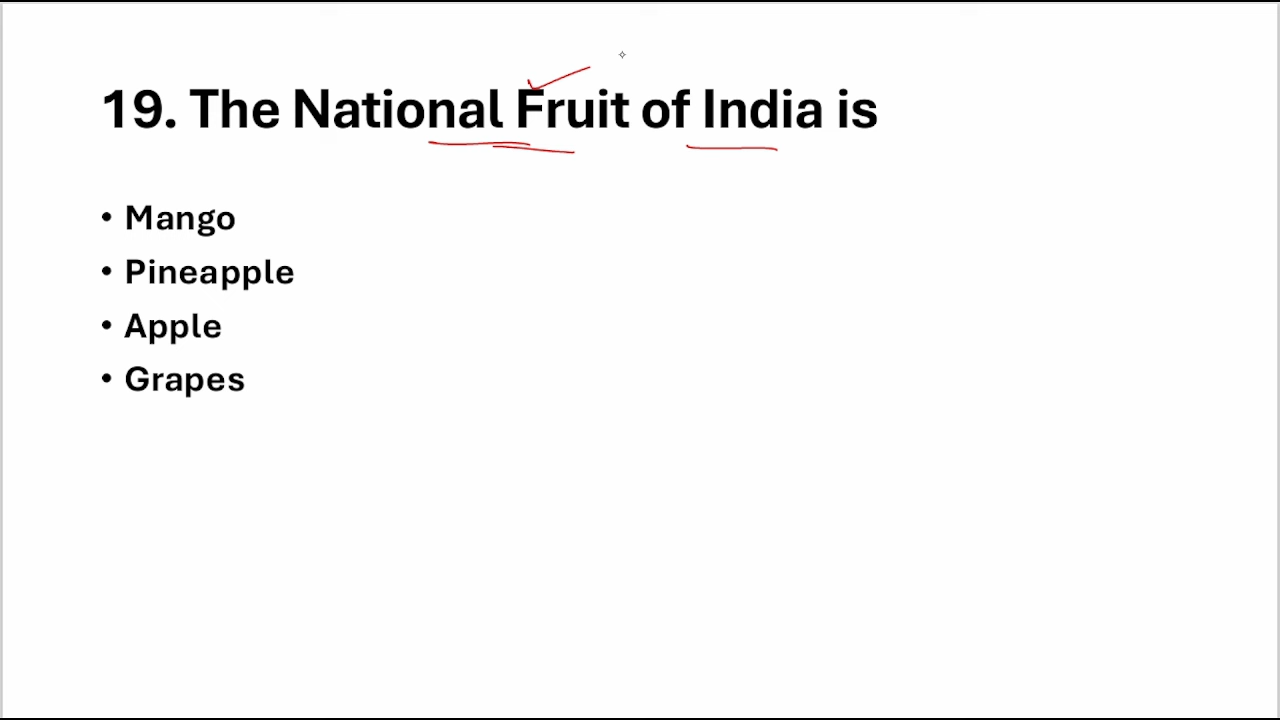 19. The National Fruit of India is
• Mango
• Pineapple
• Apple
• Grapes